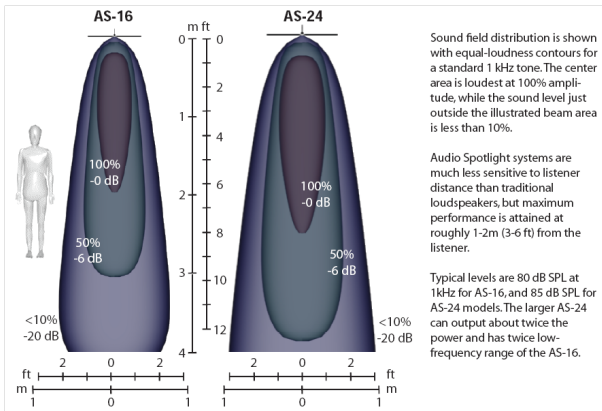 AS-16
AS-24
m ft
0 0
2
1
4
6
2
8
3
10
12
4
100%
-0 dB
50%
-6 dB
<10%
-20 dB
100%
-0 dB
50%
-6 dB
<10%
-20 dB
2 0 2
2 0 2
ft
ft
m
m
1 0 1
1 0 1
Sound field distribution is shown
with equal-loudness contours for
a standard 1 kHz tone. The center
area is loudest at 100% ampli-
tude, while the sound level just
outside the illustrated beam area
is less than 10%.
Audio Spotlight systems are
much less sensitive to listener
distance than traditional
loudspeakers, but maximum
performance is attained at
roughly 1-2m (3-6 ft) from the
listener.
Typical levels are 80 dB SPL at
1kHz for AS-16, and 85 dB SPL for
AS-24 models. The larger AS-24
can output about twice the
power and has twice low-
frequency range of the AS-16.